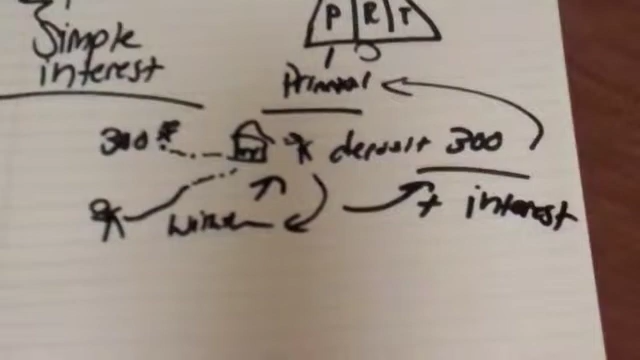 Simple
interest
P R T
Principal
300
deposit 300
+ interest